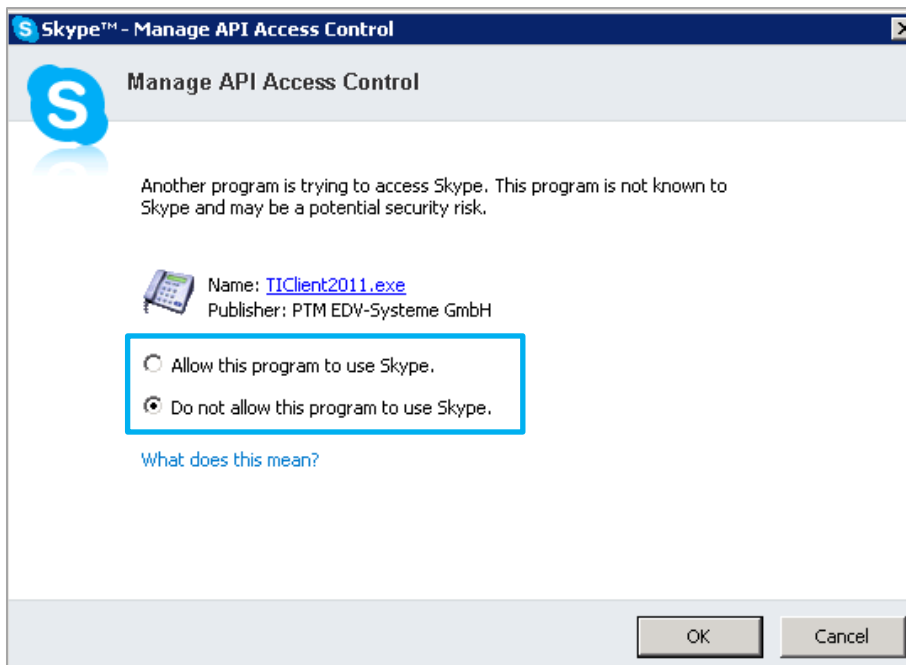 Skype™ - Manage API Access Control
Manage API Access Control
Another program is trying to access Skype. This program is not known to
Skype and may be a potential security risk.
Name: TIClient2011.exe
Publisher: PTM EDV-Systeme GmbH
Allow this program to use Skype.
Do not allow this program to use Skype.
What does this mean?
OK
Cancel